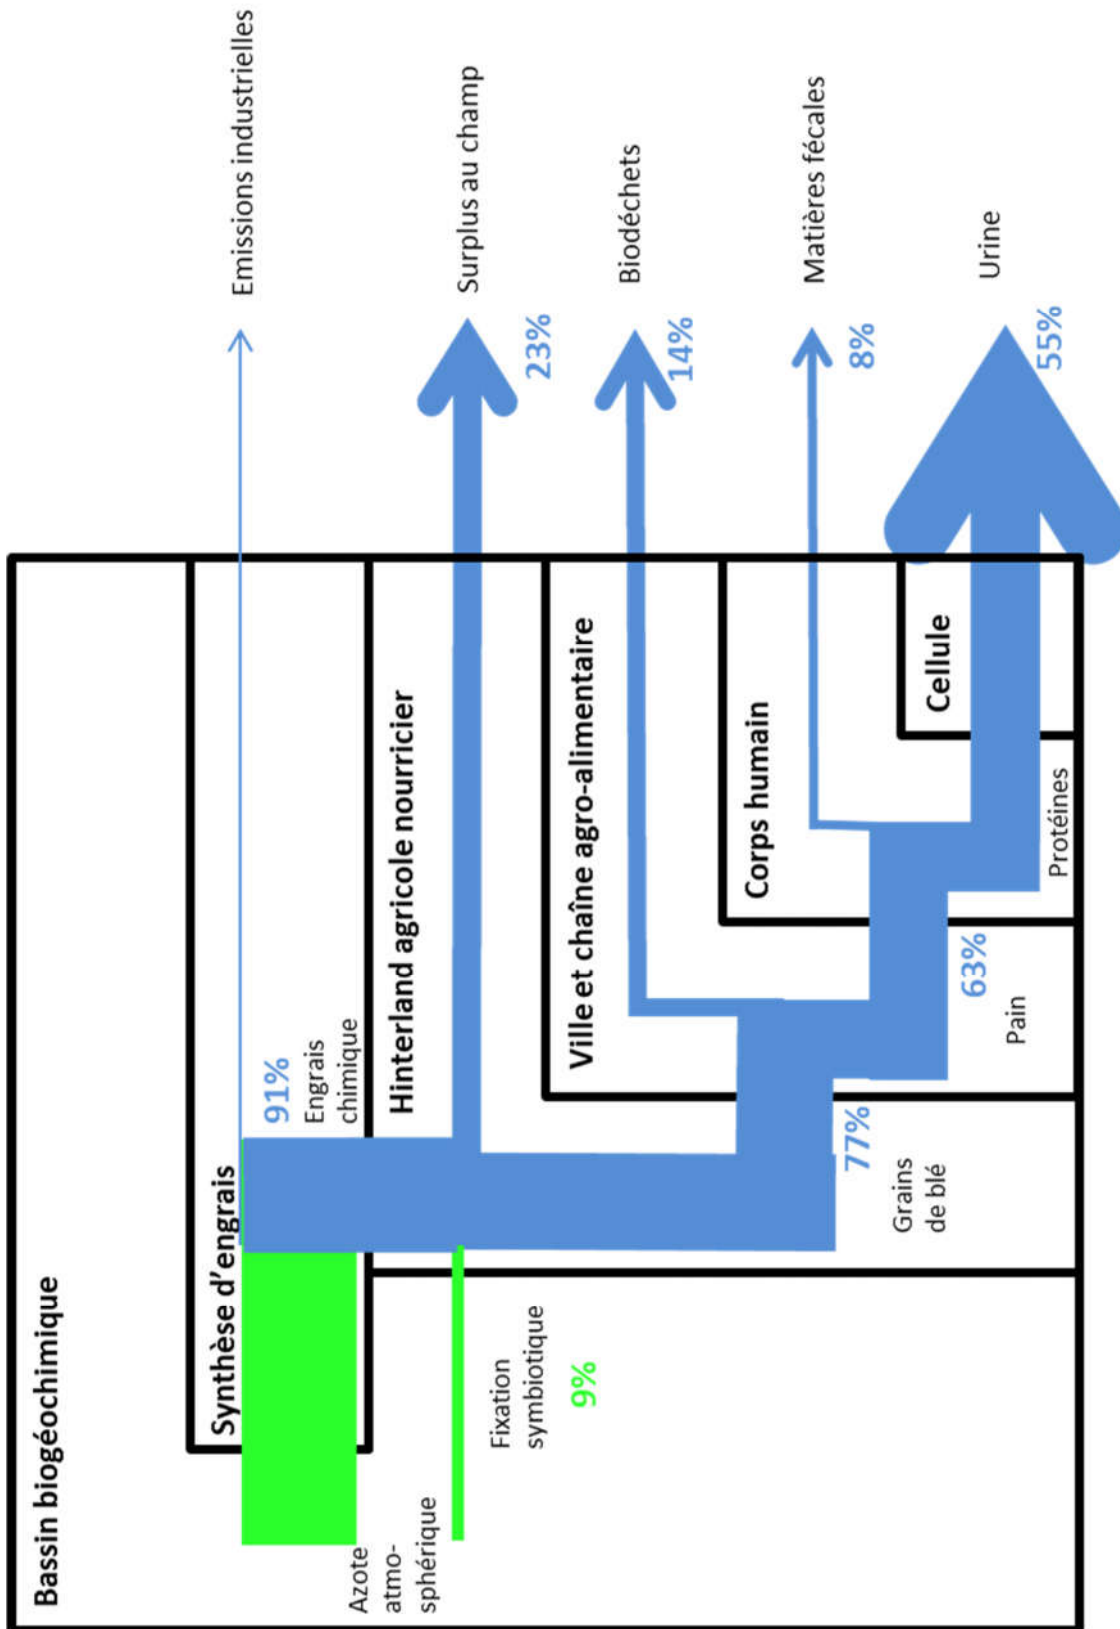 Bassin biogéochimique
Synthèse d’engrais
Emissions industrielles
91%
Engrais
chimique
Azote
atmo-
sphérique
Hinterland agricole nourricier
Surplus au champ
23%
Fixation
symbiotique
9%
Ville et chaîne agro-alimentaire
Biodéchets
14%
Corps humain
Matières fécales
8%
77%
Grains
de blé
Cellule
Urine
55%
63%
Pain
Protéines